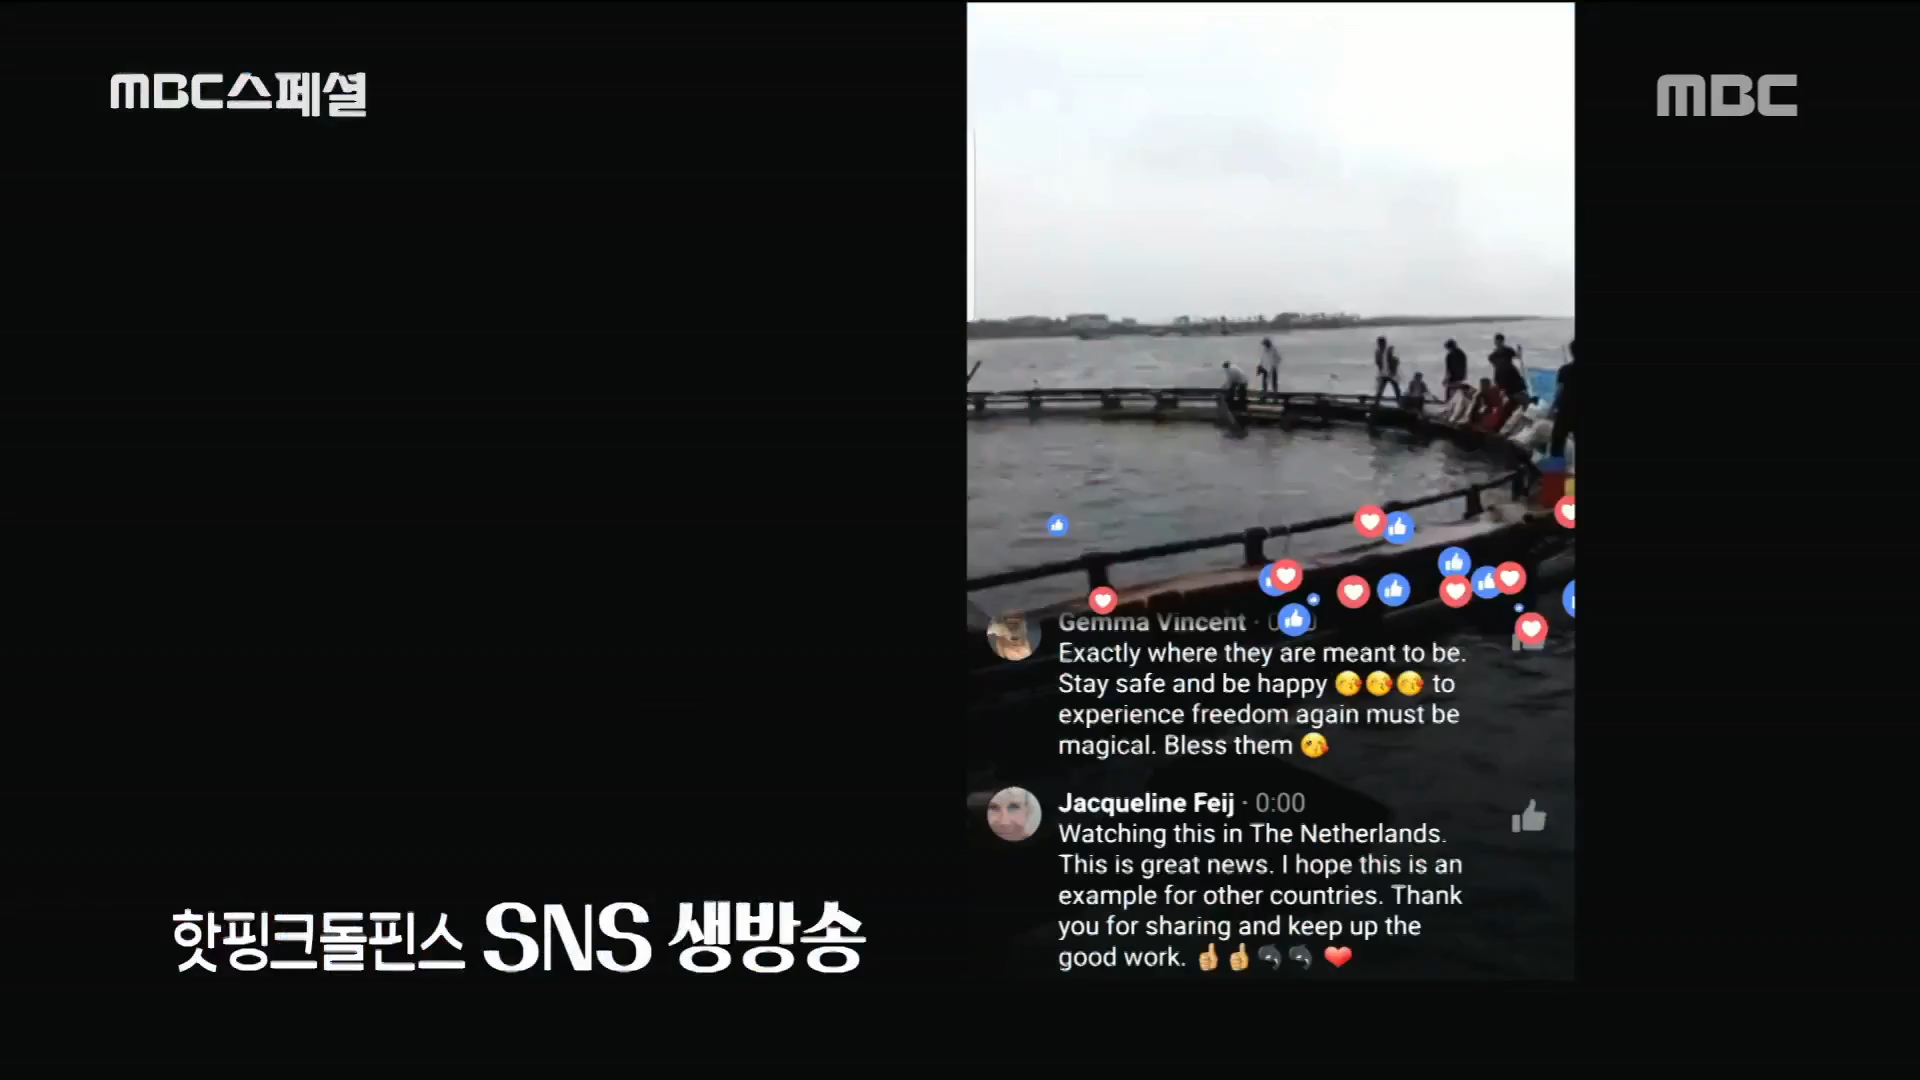 MBC스페셜
MBC
Gemma Vincent ·
Exactly where they are meant to be.
Stay safe and be happy 😙😙😙 to
experience freedom again must be
magical. Bless them 😘
Jacqueline Feij · 0:00
Watching this in The Netherlands.
This is great news. I hope this is an
example for other countries. Thank
you for sharing and keep up the
good work. 👍👍🐬🐬 ❤
핫핑크돌핀스 SNS 생방송